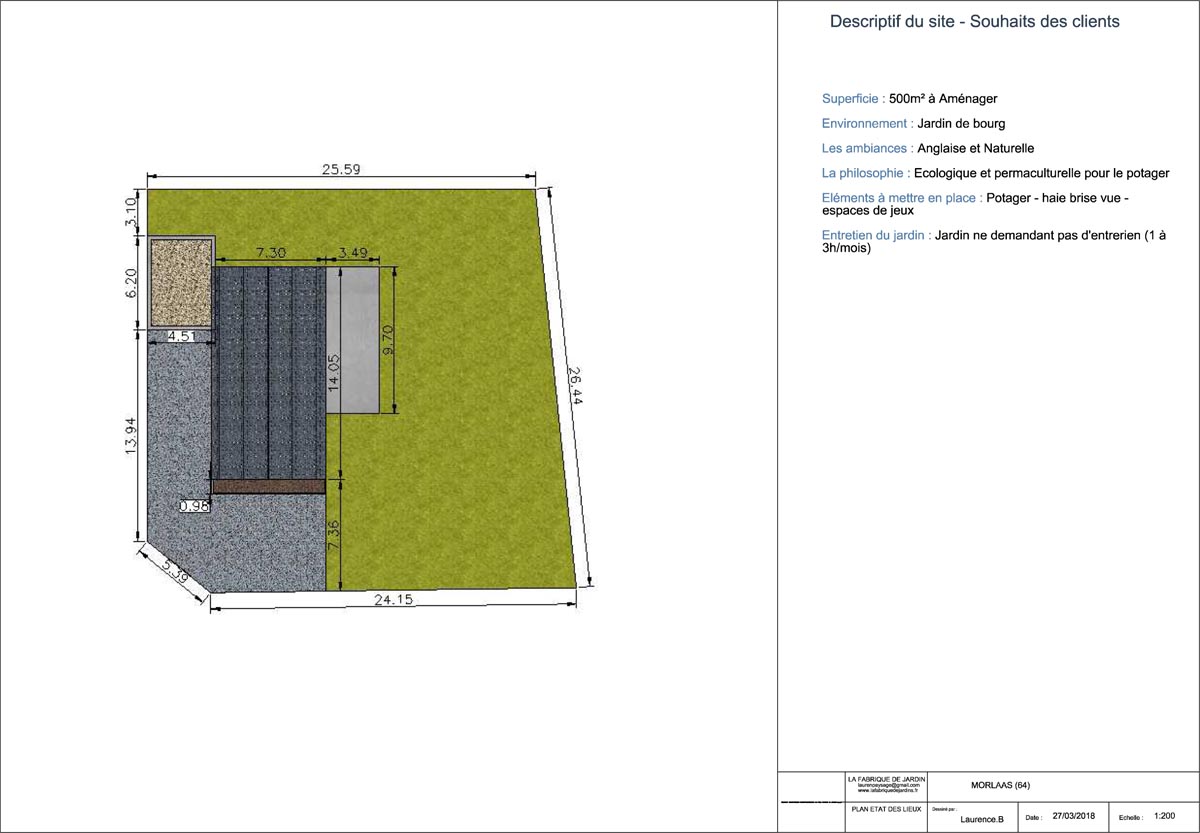 Descriptif du site - Souhaits des clients
Superficie : 500m² à Aménager
Environnement : Jardin de bourg
Les ambiances : Anglaise et Naturelle
La philosophie : Ecologique et permaculturelle pour le potager
Eléments à mettre en place : Potager - haie brise vue -
espaces de jeux
Entretien du jardin : Jardin ne demandant pas d'entrerien (1 à
3h/mois)
25.59
3.10
7.30
3.49
6.20
4.51
9.70
14.05
26.44
13.94
0.98
7.36
5.39
24.15
LA FABRIQUE DE JARDIN
www.lafabriquedejardins.fr
MORLAAS (64)
PLAN ETAT DES LIEUX
Dessiné par :
Laurence.B
Date : 27/03/2018
Echelle : 1:200